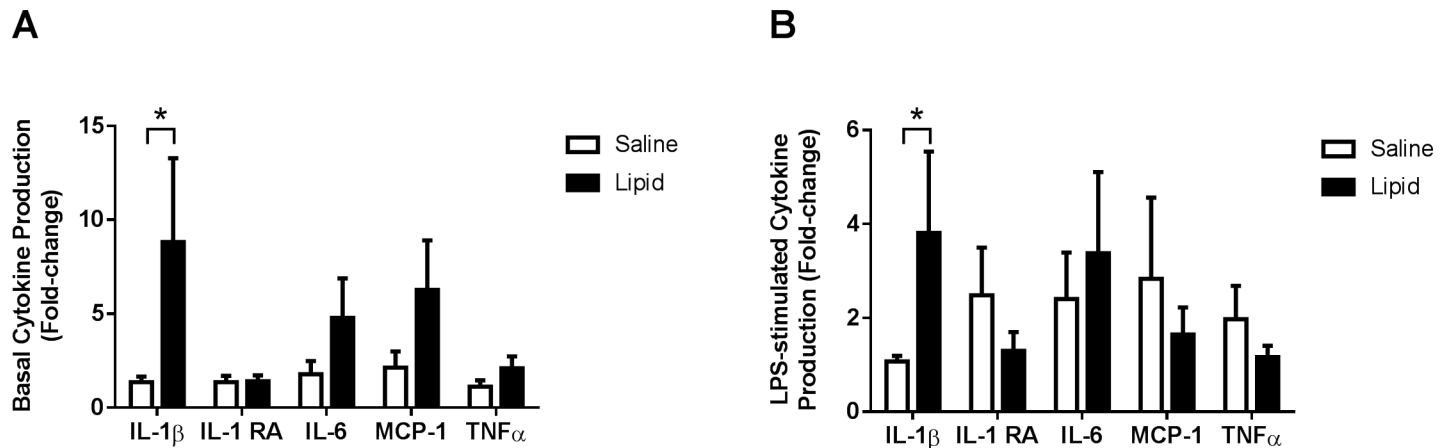 A
Basal Cytokine Production
(Fold-change)
15
10
5
0
*
Saline
Lipid
IL-1β IL-1 RA IL-6 MCP-1 TNFα
B
LPS-stimulated Cytokine
Production (Fold-change)
6
4
2
0
*
Saline
Lipid
IL-1β IL-1 RA IL-6 MCP-1 TNFα